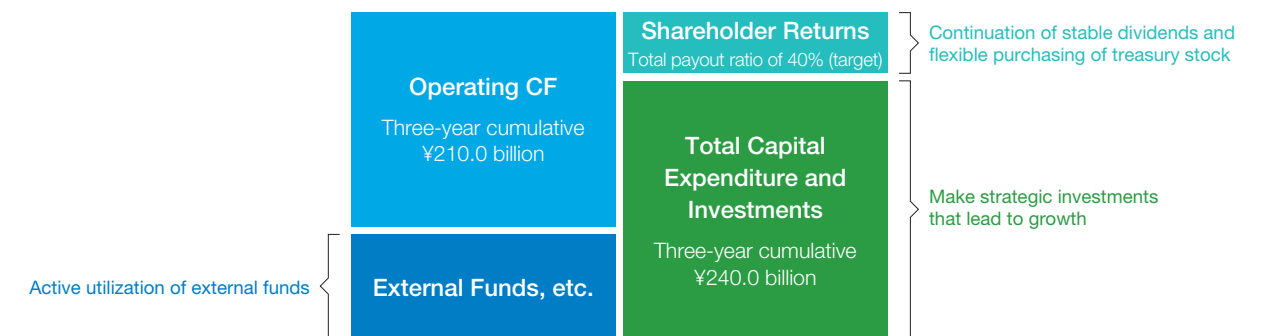 Operating CF
Three-year cumulative
¥210.0 billion
Active utilization of external funds
External Funds, etc.
Shareholder Returns
Total payout ratio of 40% (target)
Continuation of stable dividends and
flexible purchasing of treasury stock
Total Capital
Expenditure and
Investments
Three-year cumulative
¥240.0 billion
Make strategic investments
that lead to growth